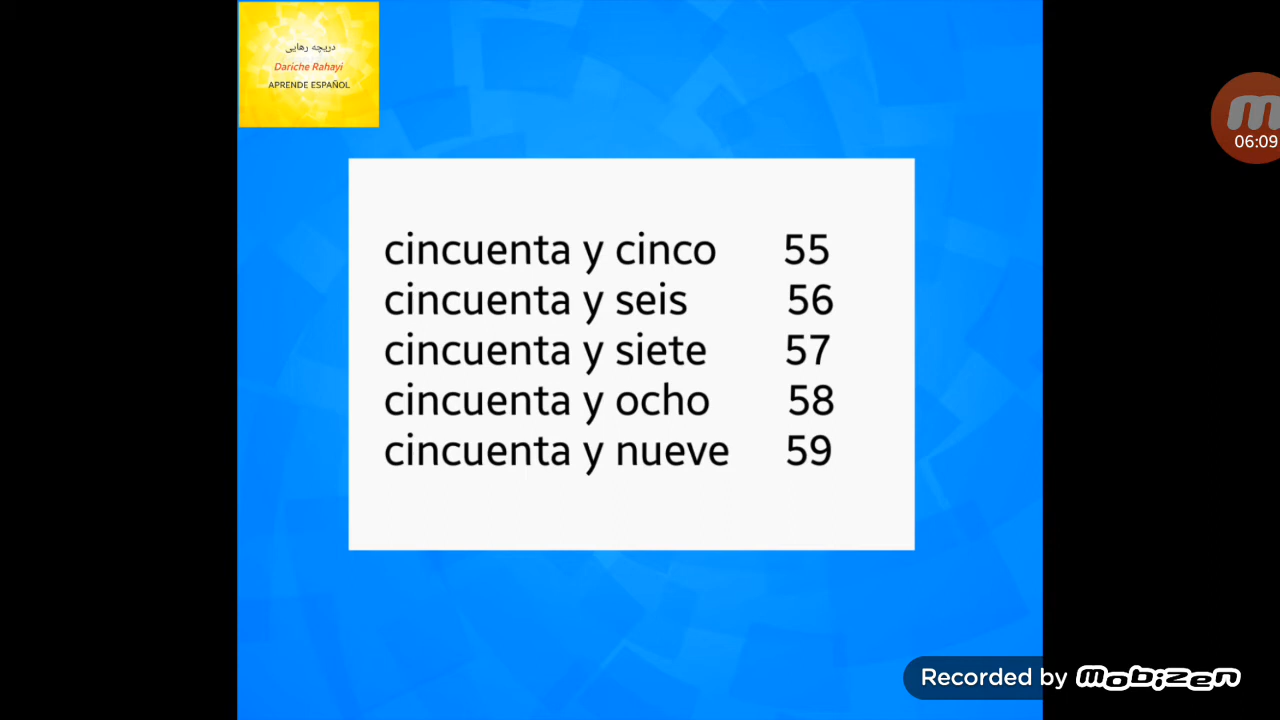 دریچه رهایی
Dariche Rahayi
APRENDE ESPAÑOL
06:09
cincuenta y cinco 55
cincuenta y seis 56
cincuenta y siete 57
cincuenta y ocho 58
cincuenta y nueve 59
Recorded by mobizen